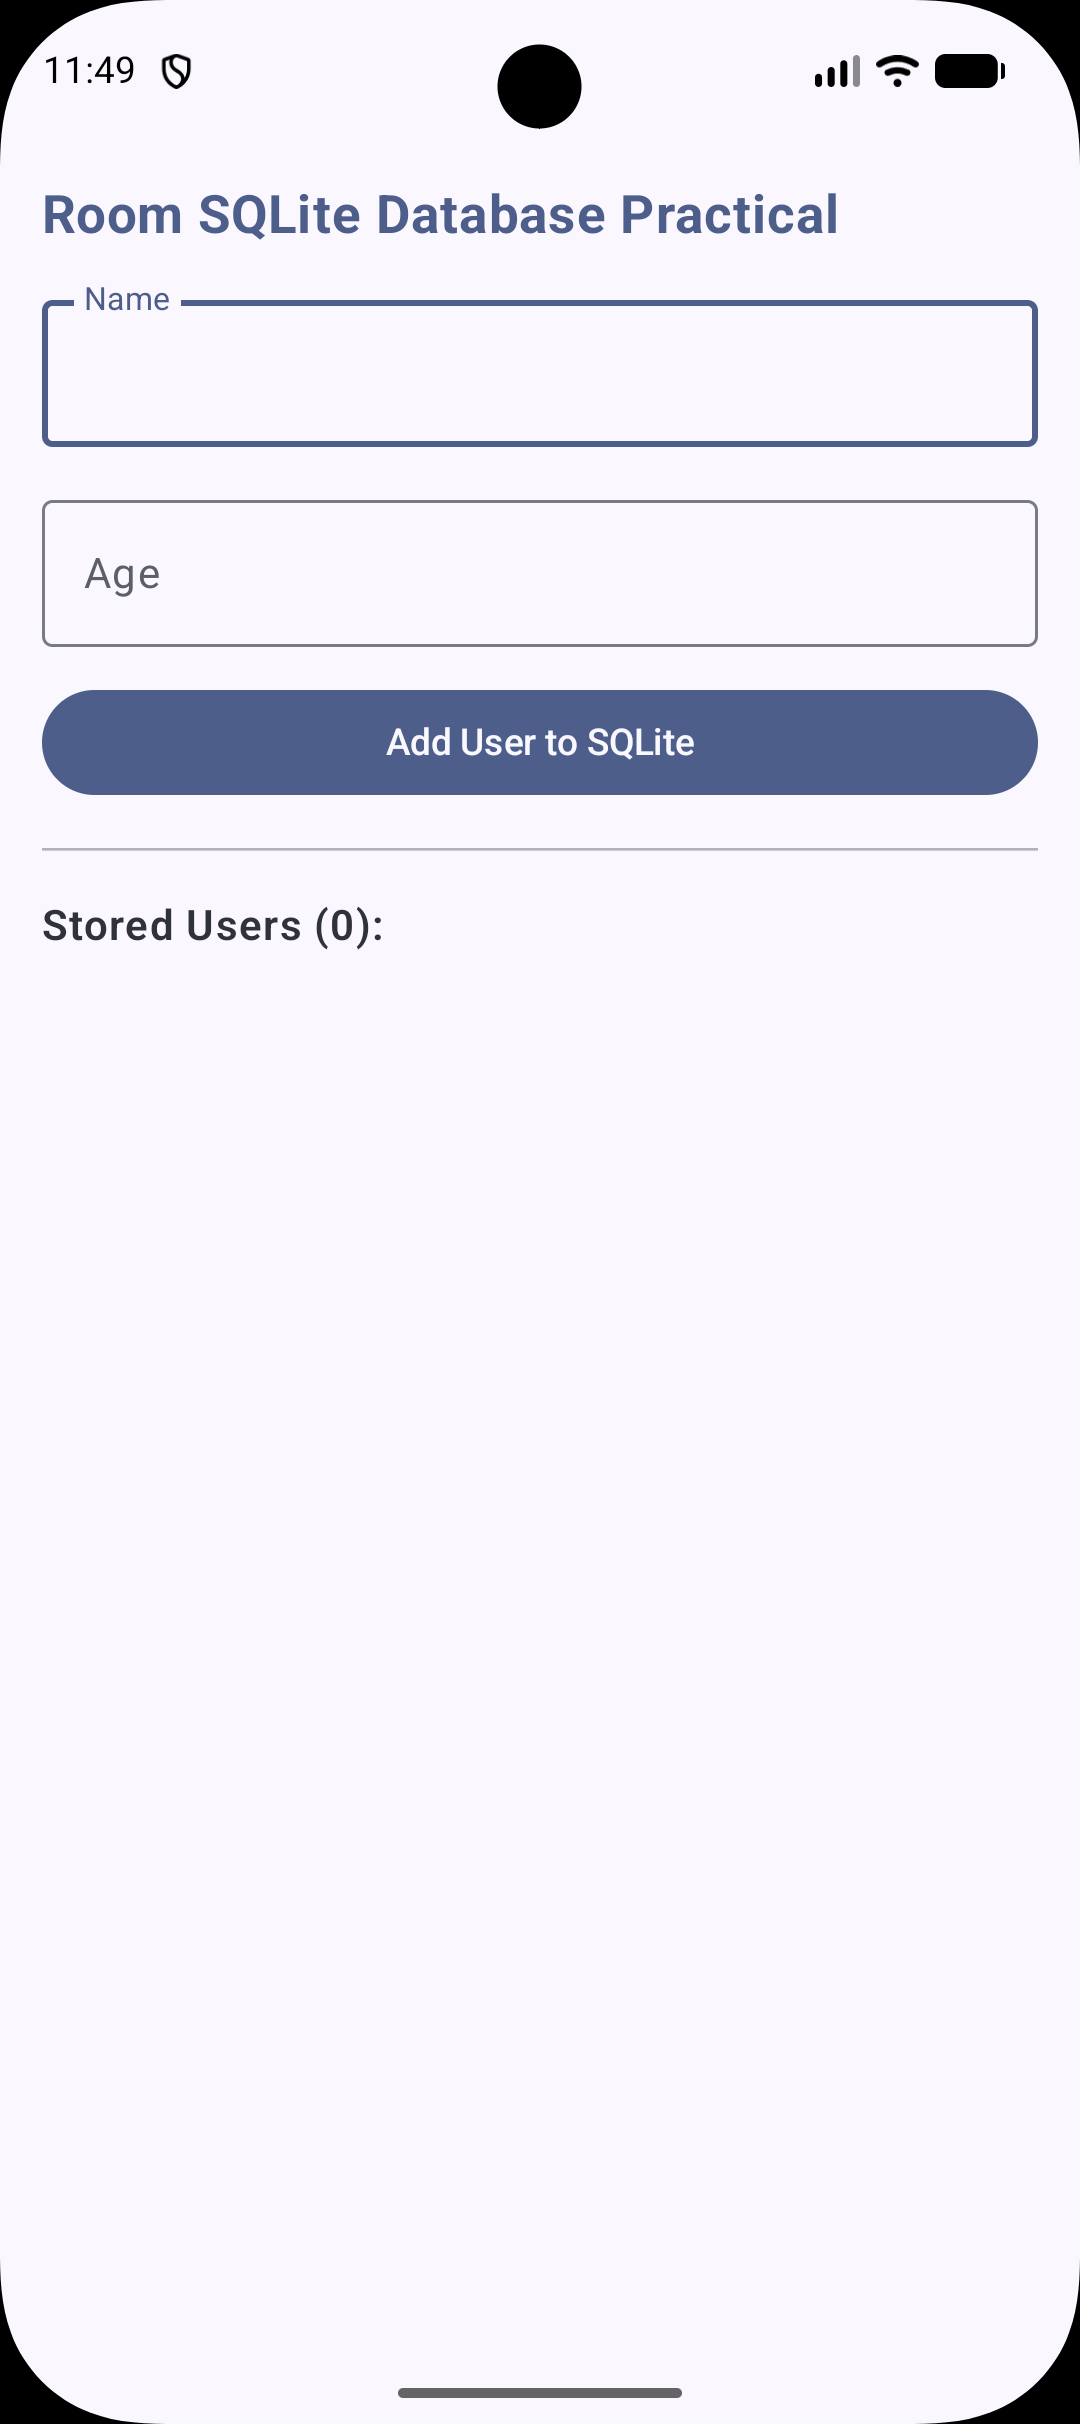 11:49
Room SQLite Database Practical
Name
Age
Add User to SQLite
Stored Users (0):